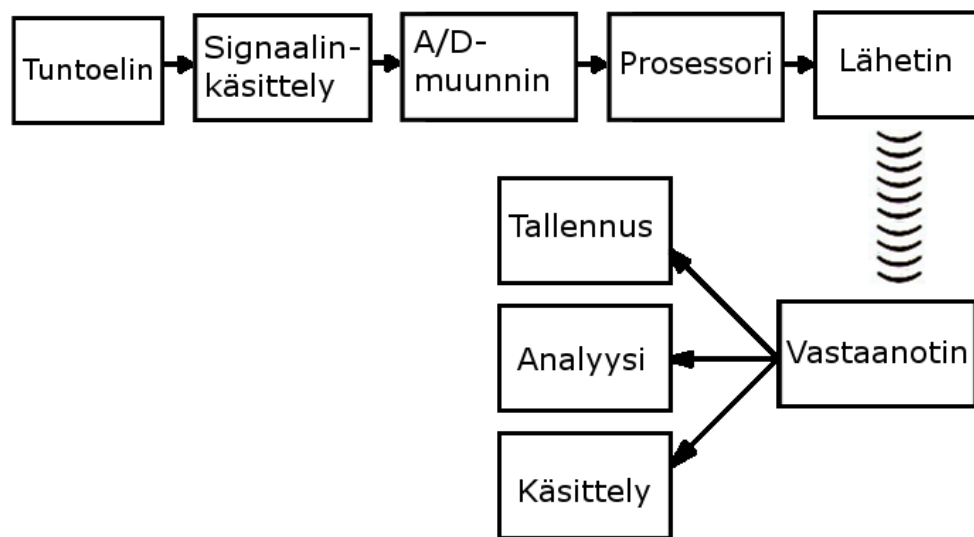 Tuntoelin
Signaalin-
käsittely
A/D-
muunnin
Prosessori
Lähetin
Tallennus
Analyysi
Käsittely
Vastaanotin